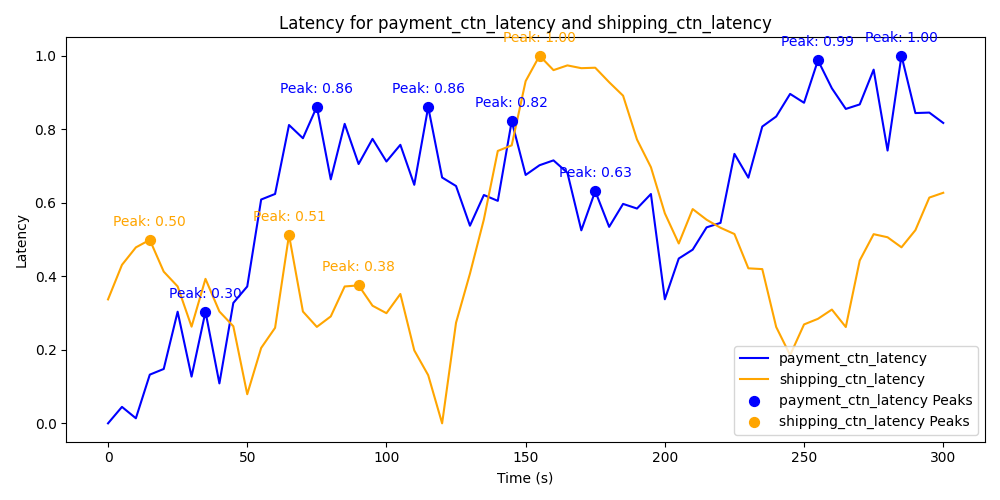 Latency for payment_ctn_latency and shipping_ctn_latency
Peak: 1.00
Peak: 0.99
Peak: 1.00
Peak: 0.86
Peak: 0.86
Peak: 0.82
Peak: 0.63
Peak: 0.50
Peak: 0.51
Peak: 0.38
Peak: 0.30
1.0
0.8
0.6
0.4
0.2
0.0
Latency
payment_ctn_latency
shipping_ctn_latency
payment_ctn_latency Peaks
shipping_ctn_latency Peaks
0
50
100
150
200
250
300
Time (s)